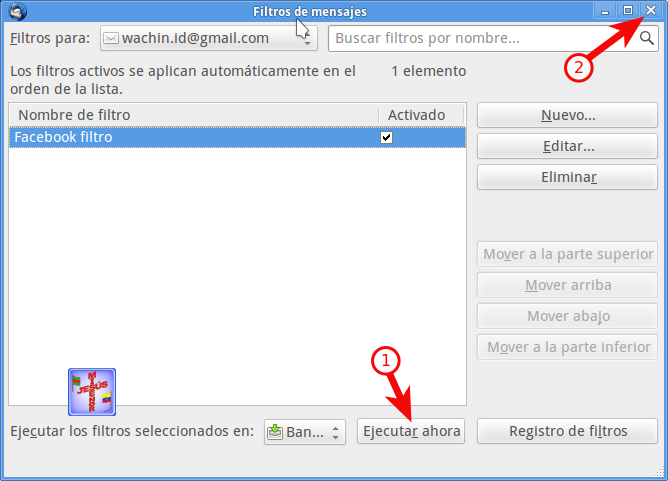 Filtros de mensajes
Filtros para:
wachin.id@gmail.com
Buscar filtros por nombre...
2
Los filtros activos se aplican automáticamente en el
orden de la lista.
1 elemento
Nombre de filtro
Activado
Facebook filtro
Nuevo...
Editar...
Eliminar
Mover a la parte superior
Mover arriba
Mover abajo
Mover a la parte inferior
1
MI SEÑOR
JESÚS
Ejecutar los filtros seleccionados en:
Ban...
Ejecutar ahora
Registro de filtros